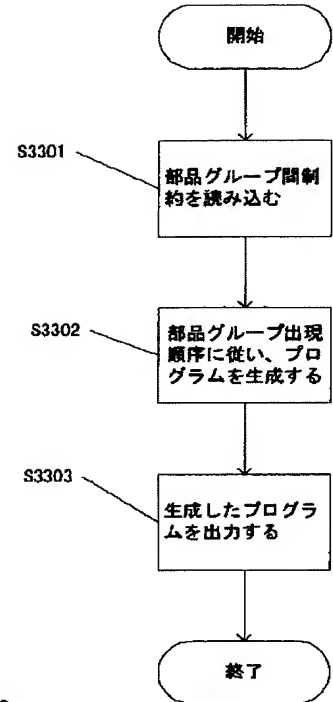 開始
S3301
部品グループ間制
約を読み込む
S3302
部品グループ出現
順序に従い、プロ
グラムを生成する
S3303
生成したプログラ
ムを出力する
終了